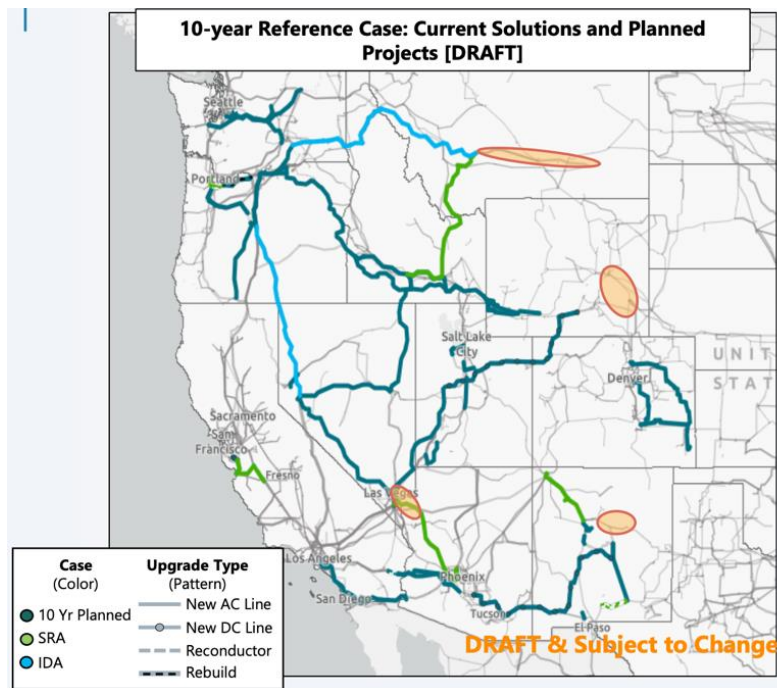 10-year Reference Case: Current Solutions and Planned
Projects [DRAFT]
Seattle
Portland
Salt Lake
City
UNIT
STAT
Denver
Sacramento
San
Francisco
Fresno
Las Vegas
Los Angeles
Phoenix
San Diego
Tucson
El Paso
DRAFT & Subject to Change
Case
(Color)
10 Yr Planned
SRA
IDA
Upgrade Type
(Pattern)
New AC Line
New DC Line
Reconductor
Rebuild